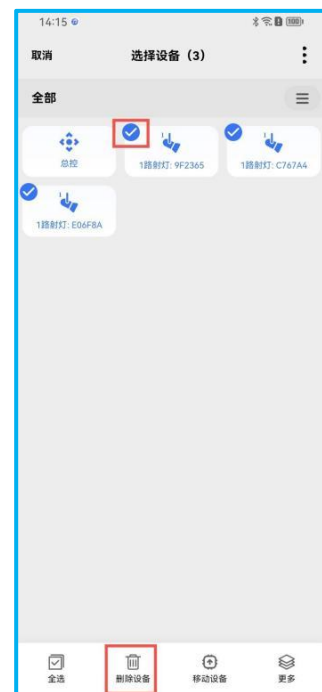 14:15
100
取消
选择设备（3）
全部
总控
1路射灯: 9F2365
1路射灯: C767A4
1路射灯: E06F8A
全选
删除设备
移动设备
更多